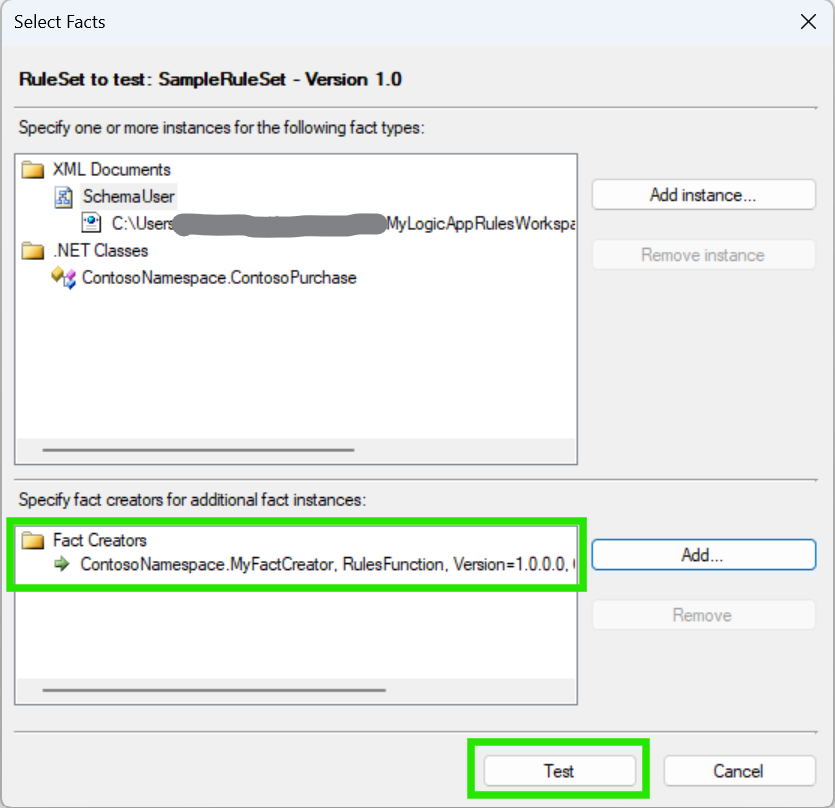 Select Facts
RuleSet to test: SampleRuleSet - Version 1.0
Specify one or more instances for the following fact types:
XML Documents
SchemaUser
C:\Users MyLogicAppRulesWorkspa
Add instance...
Remove instance
.NET Classes
ContosoNamespace.ContosoPurchase
Specify fact creators for additional fact instances:
Fact Creators
ContosoNamespace.MyFactCreator, RulesFunction, Version=1.0.0.0,
Add...
Remove
Test
Cancel